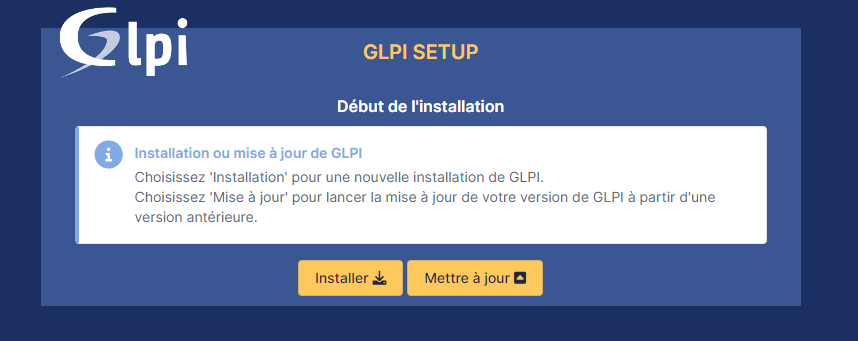 Glpi
GLPI SETUP
Début de l'installation
Installation ou mise à jour de GLPI
Choisissez 'Installation' pour une nouvelle installation de GLPI.
Choisissez 'Mise à jour' pour lancer la mise à jour de votre version de GLPI à partir d'une
version antérieure.
Installer
Mettre à jour